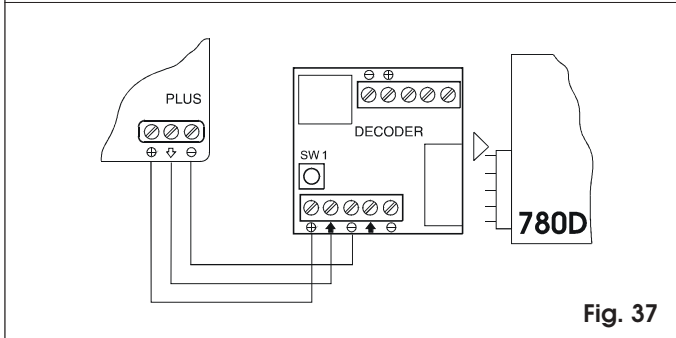 PLUS
DECODER
SW 1
780D
Fig. 37